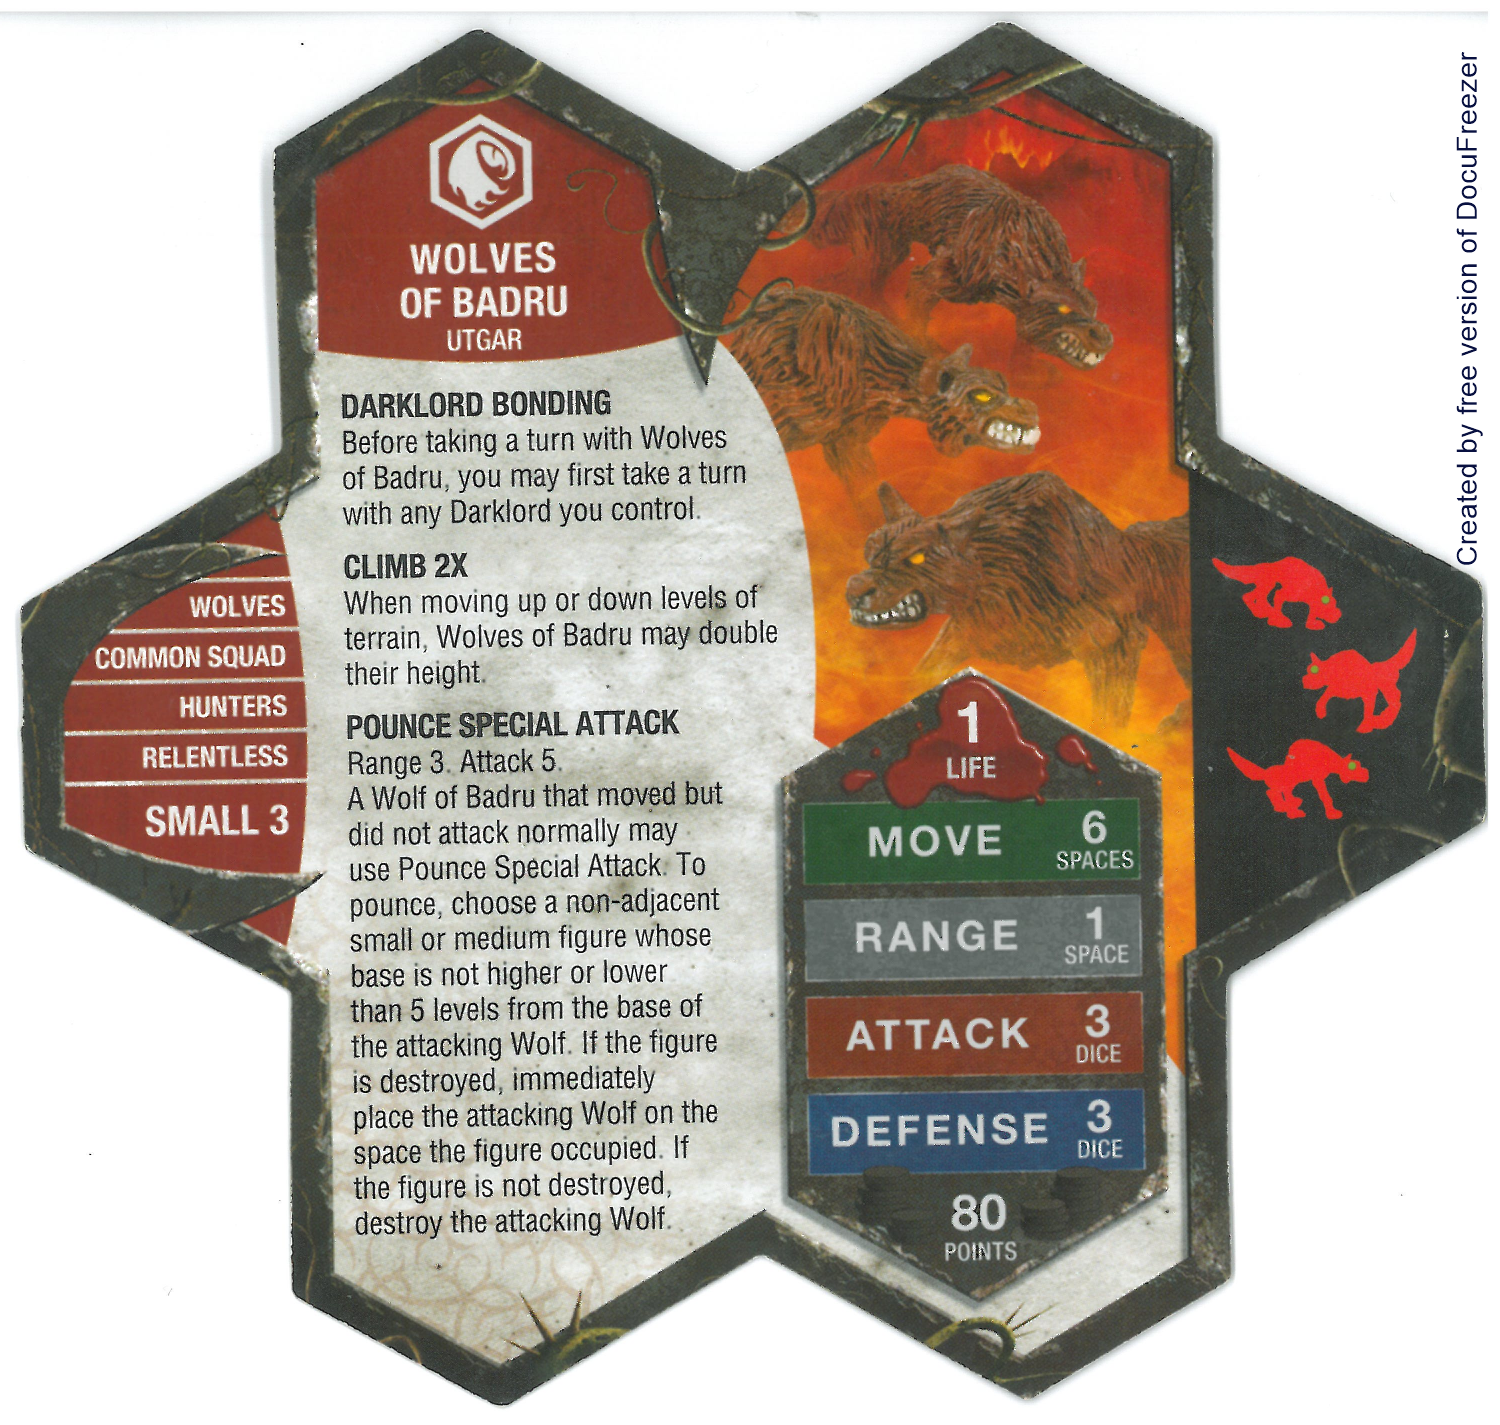 WOLVES
OF BADRU
UTGAR
DARKLORD BONDING
Before taking a turn with Wolves
of Badru, you may first take a turn
with any Darklord you control.
CLIMB 2X
When moving up or down levels of
terrain, Wolves of Badru may double
their height.
POUNCE SPECIAL ATTACK
Range 3. Attack 5.
A Wolf of Badru that moved but
did not attack normally may
use Pounce Special Attack. To
pounce, choose a non-adjacent
small or medium figure whose
base is not higher or lower
than 5 levels from the base of
the attacking Wolf. If the figure
is destroyed, immediately
place the attacking Wolf on the
space the figure occupied. If
the figure is not destroyed,
destroy the attacking Wolf.
WOLVES
COMMON SQUAD
HUNTERS
RELENTLESS
SMALL 3
1
LIFE
MOVE 6
SPACES
RANGE 1
SPACE
ATTACK 3
DICE
DEFENSE 3
DICE
80
POINTS
Created by free version of DocuFreezer